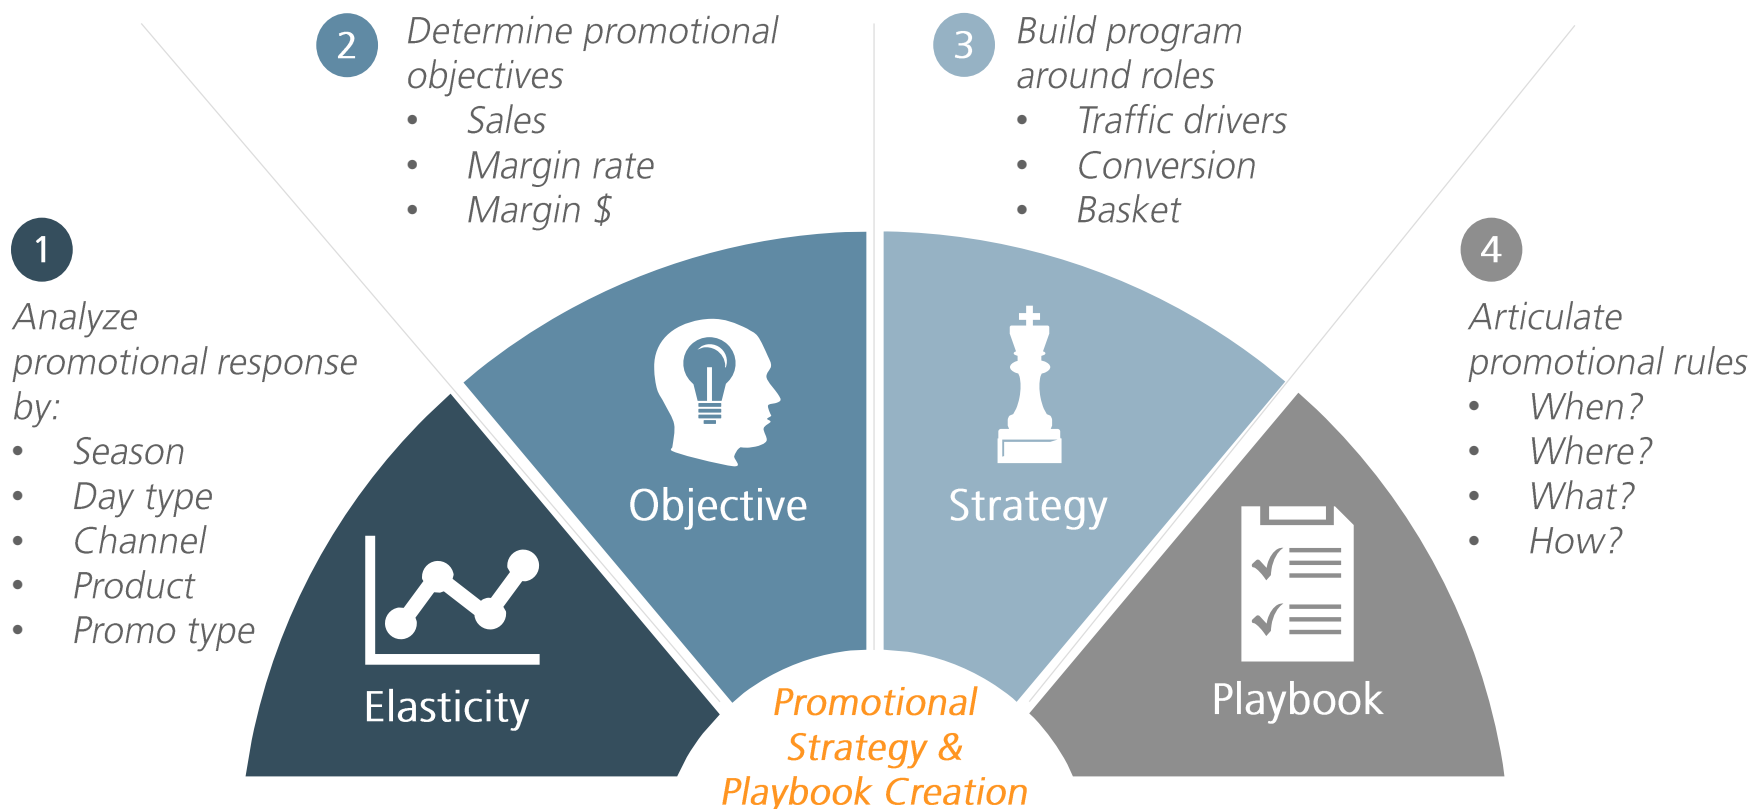 1
Analyze
promotional response
by:
• Season
• Day type
• Channel
• Product
• Promo type
2
Determine promotional
objectives
• Sales
• Margin rate
• Margin $
3
Build program
around roles
• Traffic drivers
• Conversion
• Basket
4
Articulate
promotional rules
• When?
• Where?
• What?
• How?
Elasticity
Objective
Strategy
Playbook
Promotional
Strategy &
Playbook Creation